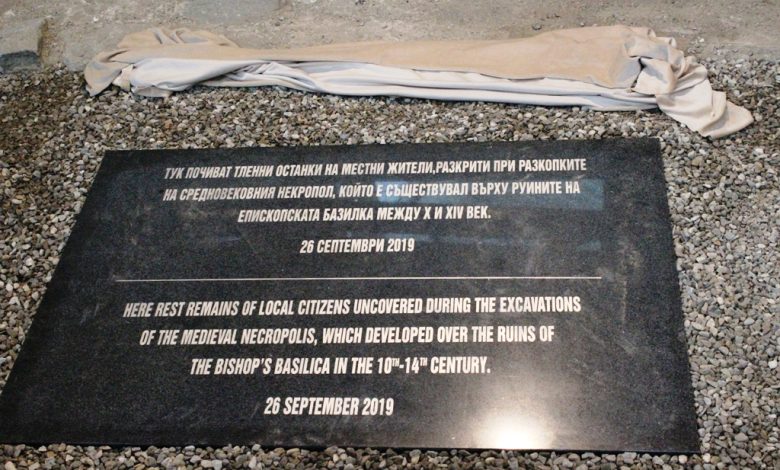 ТУК ПОЧИВАТ ТЛЕННИ ОСТАНКИ НА МЕСТНИ ЖИТЕЛИ,РАЗКРИТИ ПРИ РАЗКОПКИТЕ
НА СРЕДНОВЕКОВНИЯ НЕКРОПОЛ, КОЙТО Е СЪЩЕСТВУВАЛ ВЪРХУ РУИНИТЕ НА
ЕПИСКОПСКАТА БАЗИЛКА МЕЖДУ X И XIV ВЕК.
26 СЕПТЕМВРИ 2019
HERE REST REMAINS OF LOCAL CITIZENS UNCOVERED DURING THE EXCAVATIONS
OF THE MEDIEVAL NECROPOLIS, WHICH DEVELOPED OVER THE RUINS OF
THE BISHOP'S BASILICA IN THE 10TH-14TH CENTURY.
26 SEPTEMBER 2019